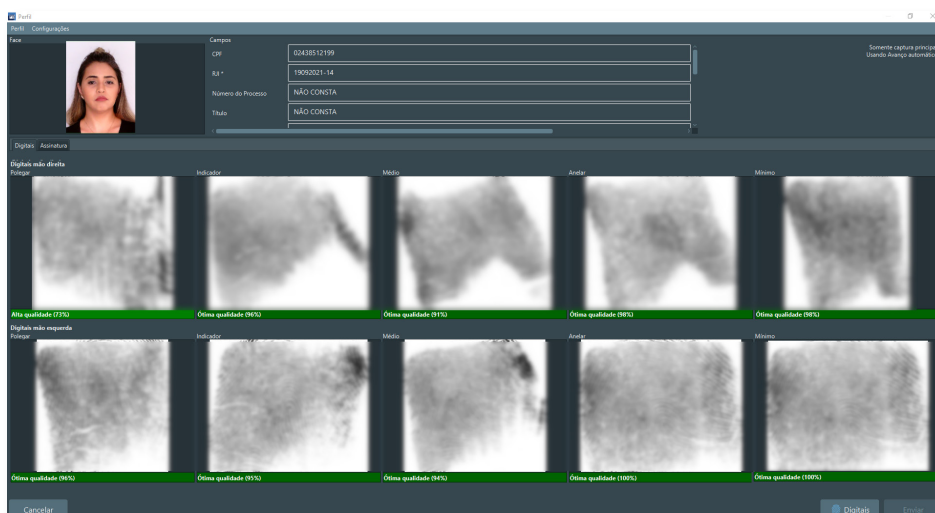 Perfil
Perfil Configurações
Face
Campos
CPF
02438512199
RJI *
19092021-14
Número do Processo
NÃO CONSTA
Título
NÃO CONSTA
Somente captura principa
Usando Avanço automátic
Digitais Assinatura
Digitais mão direita
Polegar Indicador Médio Anelar Mínimo
Alta qualidade (73%) Ótima qualidade (96%) Ótima qualidade (91%) Ótima qualidade (98%) Ótima qualidade (98%)
Digitais mão esquerda
Polegar Indicador Médio Anelar Mínimo
Ótima qualidade (96%) Ótima qualidade (95%) Ótima qualidade (94%) Ótima qualidade (100%) Ótima qualidade (100%)
Cancelar Digitais Enviar